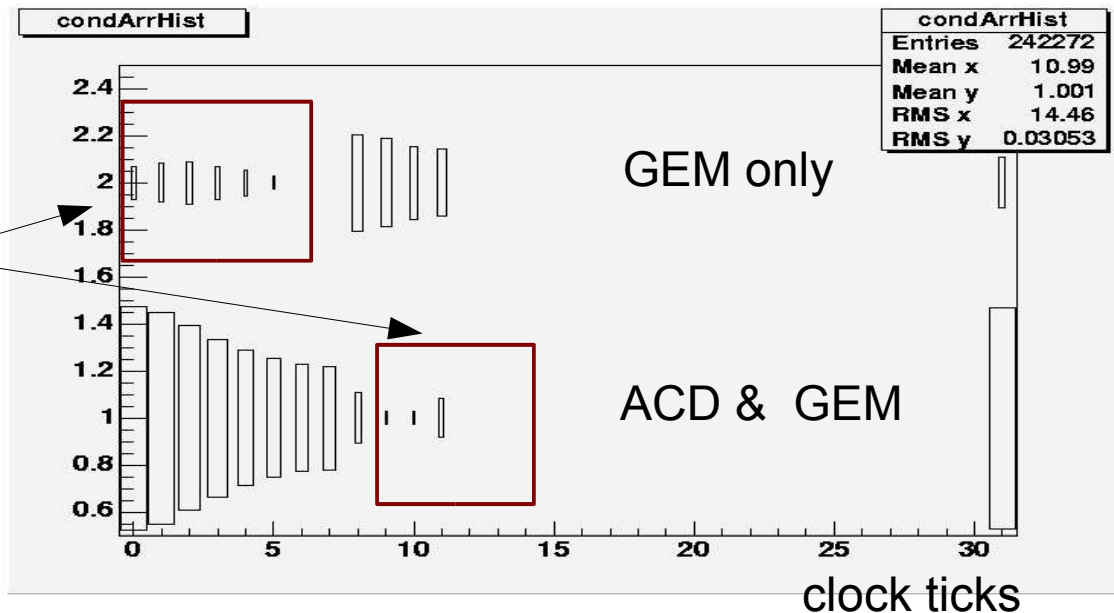 condArrHist
condArrHist
Entries 242272
Mean x 10.99
Mean y 1.001
RMS x 14.46
RMS y 0.03053
2.4
2.2
2
1.8
1.6
1.4
1.2
1
0.8
0.6
GEM only
ACD & GEM
0 5 10 15 20 25 30
clock ticks